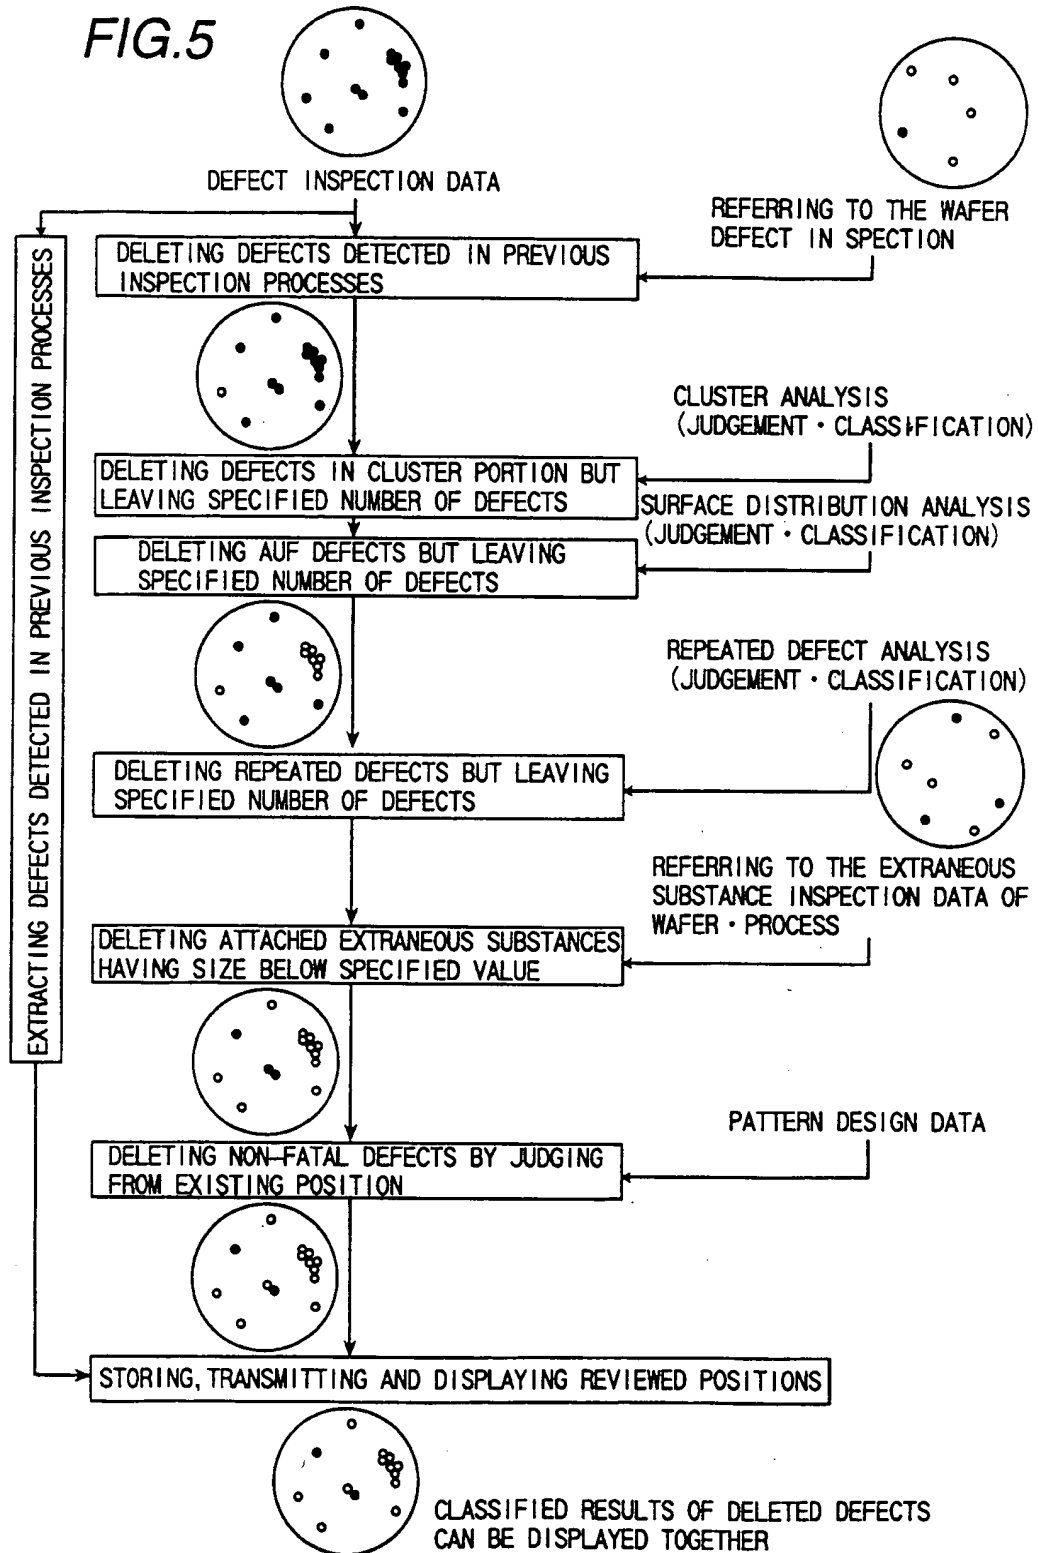 FIG.5
DEFECT INSPECTION DATA
REFERRING TO THE WAFER
DEFECT IN SPECTION
EXTRACTING DEFECTS DETECTED IN PREVIOUS INSPECTION PROCESSES
DELETING DEFECTS DETECTED IN PREVIOUS
INSPECTION PROCESSES
CLUSTER ANALYSIS
(JUDGEMENT・CLASSIFICATION)
DELETING DEFECTS IN CLUSTER PORTION BUT
LEAVING SPECIFIED NUMBER OF DEFECTS
SURFACE DISTRIBUTION ANALYSIS
(JUDGEMENT・CLASSIFICATION)
DELETING AUF DEFECTS BUT LEAVING
SPECIFIED NUMBER OF DEFECTS
REPEATED DEFECT ANALYSIS
(JUDGEMENT・CLASSIFICATION)
DELETING REPEATED DEFECTS BUT LEAVING
SPECIFIED NUMBER OF DEFECTS
REFERRING TO THE EXTRANEOUS
SUBSTANCE INSPECTION DATA OF
WAFER・PROCESS
DELETING ATTACHED EXTRANEOUS SUBSTANCES
HAVING SIZE BELOW SPECIFIED VALUE
PATTERN DESIGN DATA
DELETING NON-FATAL DEFECTS BY JUDGING
FROM EXISTING POSITION
STORING, TRANSMITTING AND DISPLAYING REVIEWED POSITIONS
CLASSIFIED RESULTS OF DELETED DEFECTS
CAN BE DISPLAYED TOGETHER